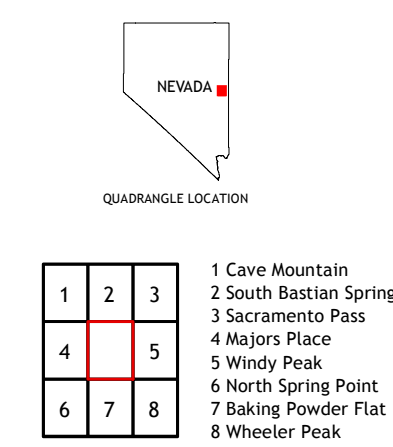 NEVADA
QUADRANGLE LOCATION
1 2 3
4 5
6 7 8
1 Cave Mountain
2 South Bastian Spring
3 Sacramento Pass
4 Majors Place
5 Windy Peak
6 North Spring Point
7 Baking Powder Flat
8 Wheeler Peak